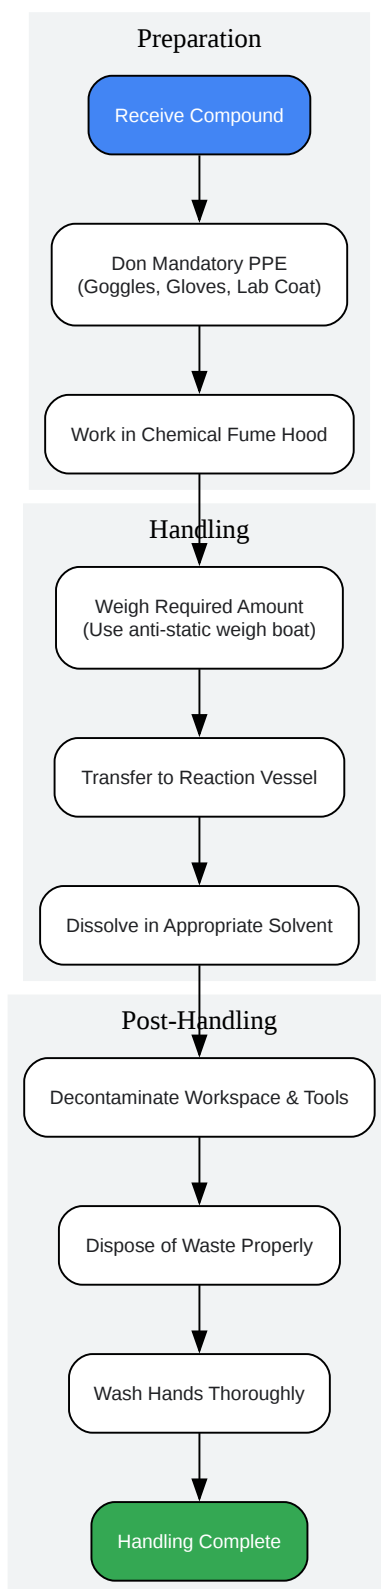 Preparation
Receive Compound
Don Mandatory PPE
(Goggles, Gloves, Lab Coat)
Work in Chemical Fume Hood
Handling
Weigh Required Amount
(Use anti-static weigh boat)
Transfer to Reaction Vessel
Dissolve in Appropriate Solvent
Post-Handling
Decontaminate Workspace & Tools
Dispose of Waste Properly
Wash Hands Thoroughly
Handling Complete